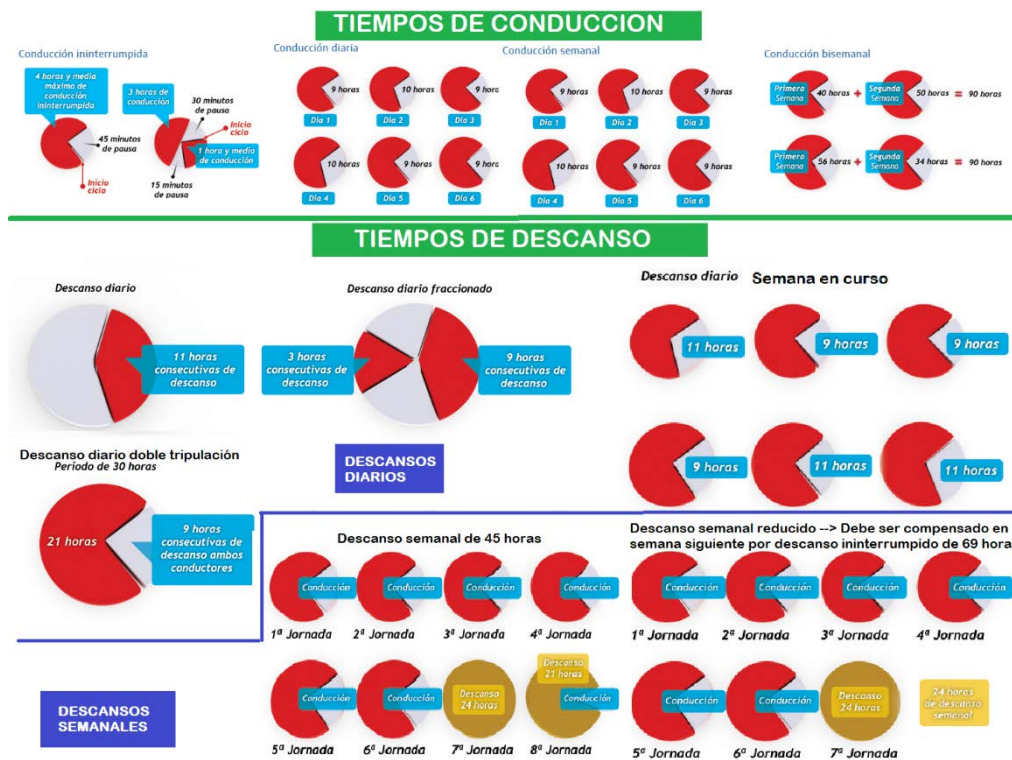 TIEMPOS DE CONDUCCION
Conducción ininterrumpida
4 horas y media
máximo de
conducción
ininterrumpida
45 minutos
de pausa
Inicio
ciclo
3 horas de
conducción
30 minutos
de pausa
Inicio
ciclo
1 hora y media
de conducción
15 minutos
de pausa
Conducción diaria
9 horas
Día 1
10 horas
Día 2
9 horas
Día 3
10 horas
Día 4
9 horas
Día 5
9 horas
Día 6
Conducción semanal
9 horas
Día 1
10 horas
Día 2
9 horas
Día 3
10 horas
Día 4
9 horas
Día 5
9 horas
Día 6
Conducción bisemanal
Primera
Semana
40 horas
+
Segunda
Semana
50 horas
= 90 horas
Primera
Semana
56 horas
+
Segunda
Semana
34 horas
= 90 horas
TIEMPOS DE DESCANSO
Descanso diario
11 horas
consecutivas de
descanso
Descanso diario fraccionado
3 horas
consecutivas de
descanso
9 horas
consecutivas de
descanso
Descanso diario
Semana en curso
11 horas
9 horas
9 horas
9 horas
11 horas
11 horas
Descanso diario doble tripulación
Período de 30 horas
21 horas
9 horas
consecutivas de
descanso ambos
conductores
DESCANSOS
DIARIOS
Descanso semanal de 45 horas
Conducción
1ª Jornada
Conducción
2ª Jornada
Conducción
3ª Jornada
Conducción
4ª Jornada
Conducción
5ª Jornada
Conducción
6ª Jornada
Descanso
24 horas
7ª Jornada
Descanso
21 horas
Conducción
8ª Jornada
Descanso semanal reducido --> Debe ser compensado en
semana siguiente por descanso ininterrumpido de 69 hora
Conducción
1ª Jornada
Conducción
2ª Jornada
Conducción
3ª Jornada
Conducción
4ª Jornada
Conducción
5ª Jornada
Conducción
6ª Jornada
Descanso
24 horas
7ª Jornada
24 horas
de descanso
semanal
DESCANSOS
SEMANALES